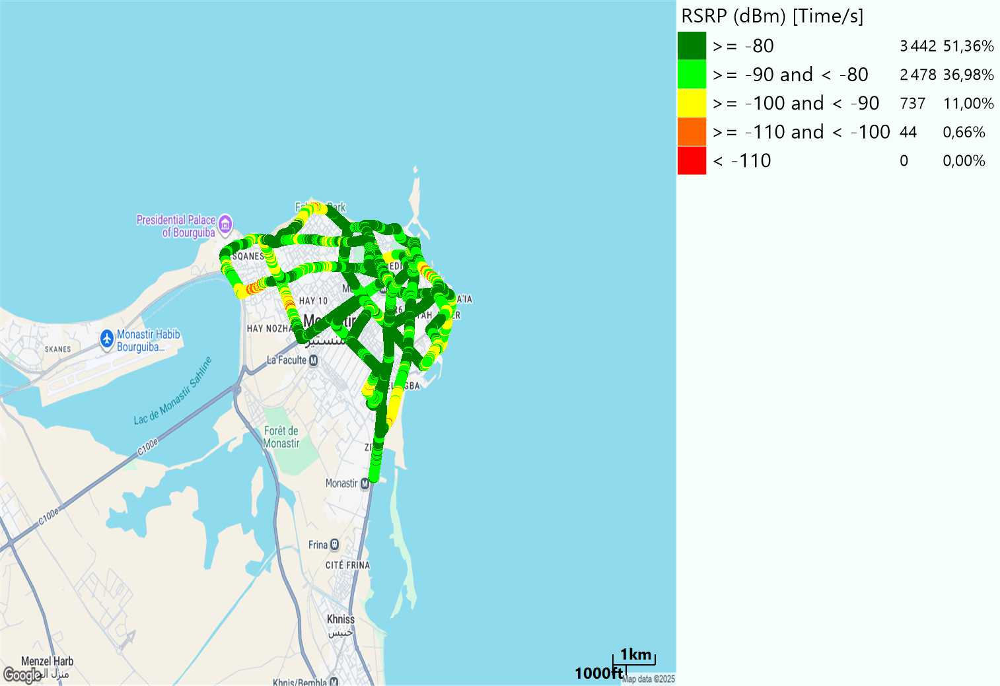 RSRP (dBm) [Time/s]
>= -80 3 442 51,36%
>= -90 and < -80 2 478 36,98%
>= -100 and < -90 737 11,00%
>= -110 and < -100 44 0,66%
< -110 0 0,00%
Presidential Palace
of Bourguiba
Park
SQANES
HAY 10
HAY NOZHA
La Faculte
Monastir Habib
Bourguiba...
SKANES
Lac de Monastir Sahline
C100e
Forêt de
Monastir
Monastir
C100e
Frina
CITÉ FRINA
Khniss
خنيس
Menzel Harb
Google
Khnis/Bembla
1km
1000ft
Map data ©2025